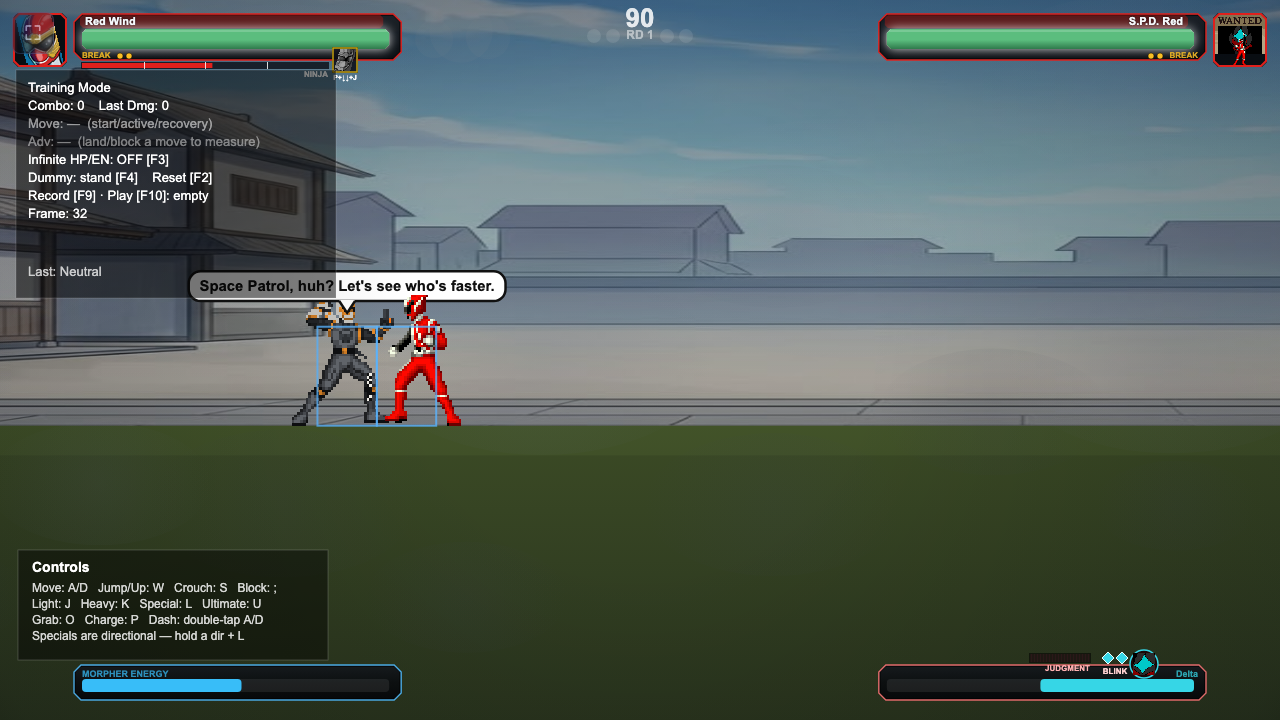 Red Wind
90
RD 1
S.P.D. Red
WANTED
BREAK
BREAK
NINJA
Training Mode
Combo: 0 Last Dmg: 0
Move: — (start/active/recovery)
Adv: — (land/block a move to measure)
Infinite HP/EN: OFF [F3]
Dummy: stand [F4] Reset [F2]
Record [F9] · Play [F10]: empty
Frame: 32
Last: Neutral
Space Patrol, huh? Let's see who's faster.
Controls
Move: A/D Jump/Up: W Crouch: S Block: ;
Light: J Heavy: K Special: L Ultimate: U
Grab: O Charge: P Dash: double-tap A/D
Specials are directional — hold a dir + L
MORPHER ENERGY
JUDGMENT
BLINK
Delta